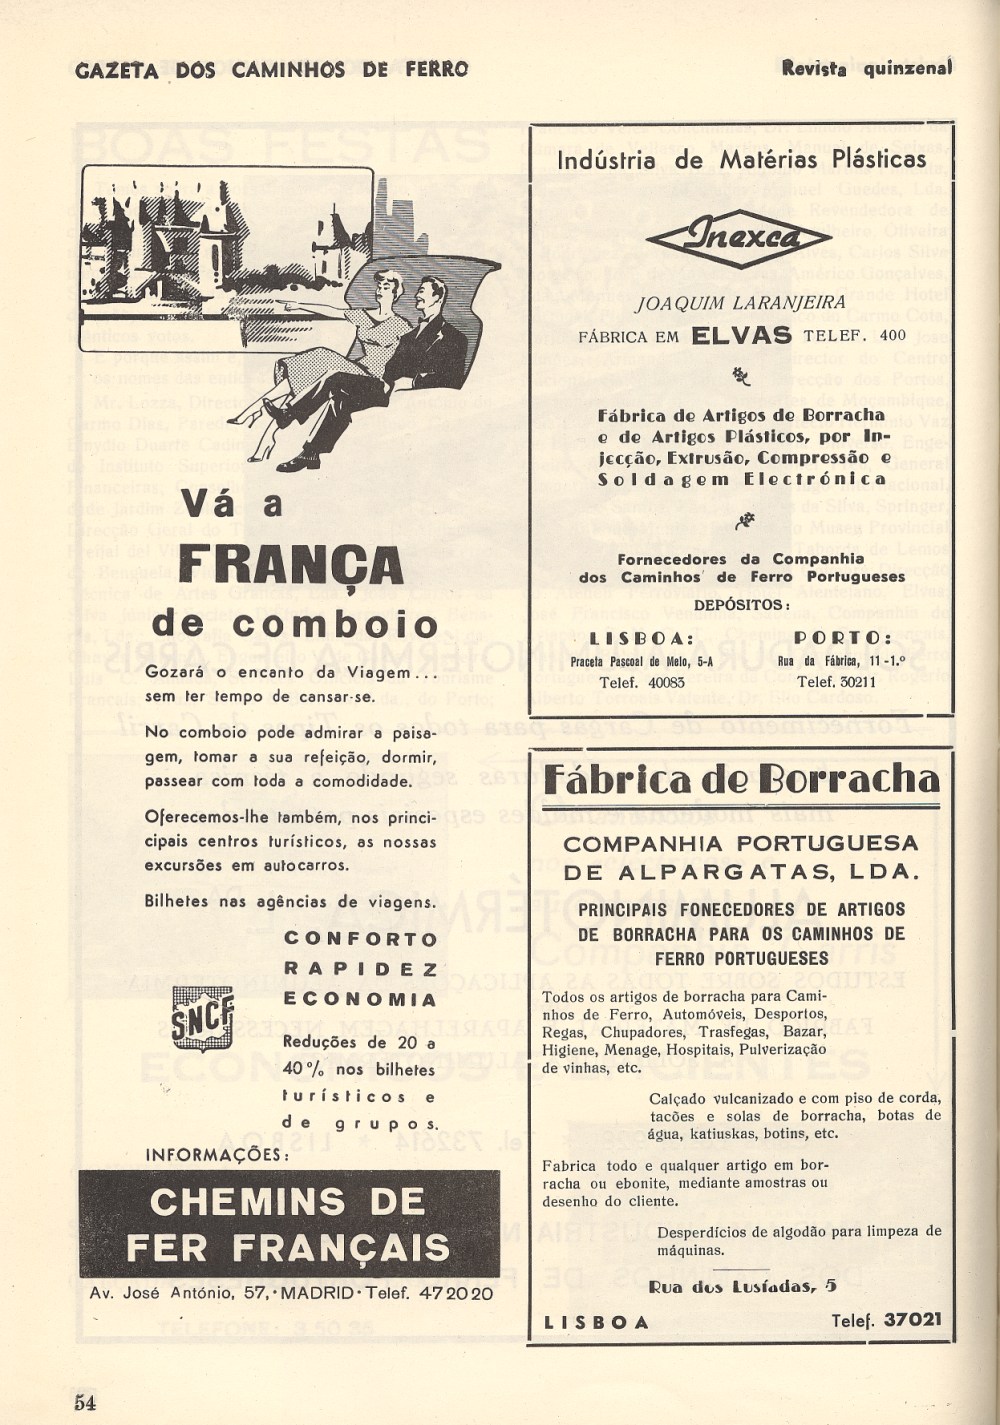 GAZETA DOS CAMINHOS DE FERRO
Revista quinzenal
Vá a
FRANÇA
de comboio
Gozará o encanto da Viagem...
sem ter tempo de cansar-se.
No comboio pode admirar a paisa-
gem, tomar a sua refeição, dormir,
passear com toda a comodidade.
Oferecemos-lhe também, nos princi-
cipais centros turísticos, as nossas
excursões em autocarros.
Bilhetes nas agências de viagens.
CONFORTO
RAPIDEZ
ECONOMIA
SNCF
Reduções de 20 a
40% nos bilhetes
turísticos e
de grupos.
INFORMAÇÕES:
CHEMINS DE
FER FRANÇAIS
Av. José António, 57,·MADRID·Telef. 472020
Indústria de Matérias Plásticas
Inexca
JOAQUIM LARANJEIRA
FÁBRICA EM ELVAS TELEF. 400
Fábrica de Artigos de Borracha
e de Artigos Plásticos, por In-
jecção, Extrusão, Compressão e
Soldagem Electrónica
Fornecedores da Companhia
dos Caminhos de Ferro Portugueses
DEPÓSITOS:
LISBOA:
Praceta Pascoal de Melo, 5-A
Telef. 40083
PORTO:
Rua da Fábrica, 11-1.º
Telef. 30211
Fábrica de Borracha
COMPANHIA PORTUGUESA
DE ALPARGATAS, LDA.
PRINCIPAIS FONECEDORES DE ARTIGOS
DE BORRACHA PARA OS CAMINHOS DE
FERRO PORTUGUESES
Todos os artigos de borracha para Cami-
nhos de Ferro, Automóveis, Desportos,
Regas, Chupadores, Trasfegas, Bazar,
Higiene, Menage, Hospitais, Pulverização
de vinhas, etc.
Calçado vulcanizado e com piso de corda,
tacões e solas de borracha, botas de
água, katiuskas, botins, etc.
Fabrica todo e qualquer artigo em bor-
racha ou ebonite, mediante amostras ou
desenho do cliente.
Desperdícios de algodão para limpeza de
máquinas.
Rua dos Lusíadas, 5
LISBOA
Telef. 37021
54